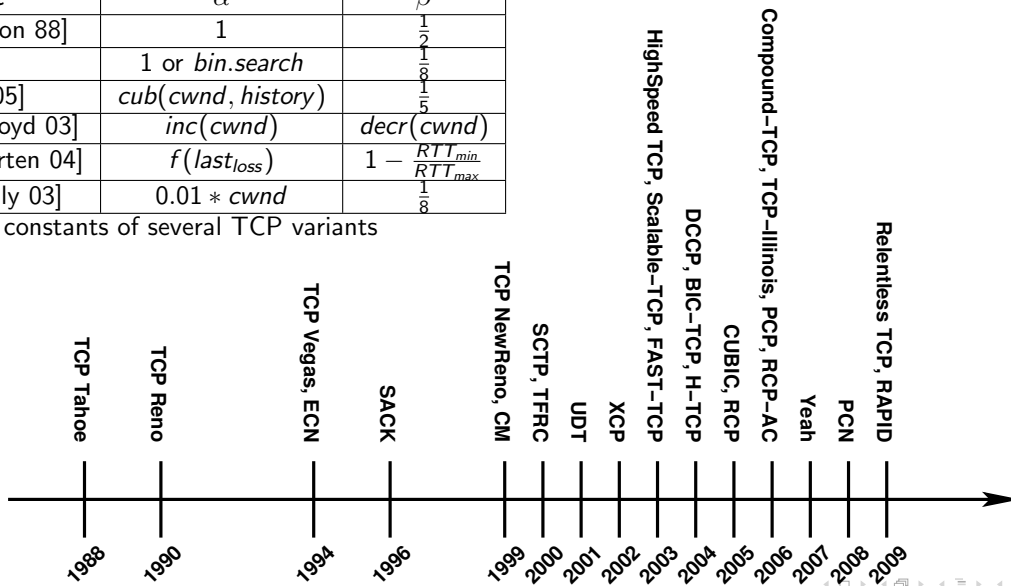 α β
on 88] 1 1/2
1 or bin.search 1/8
05] cub(cwnd, history) 1/5
oyd 03] inc(cwnd) decr(cwnd)
rten 04] f(last_loss) 1 − RTT_min/RTT_max
ly 03] 0.01 ∗ cwnd 1/8
constants of several TCP variants
TCP Tahoe
TCP Reno
TCP Vegas, ECN
SACK
TCP NewReno, CM
SCTP, TFRC
UDT
XCP
HighSpeed TCP, Scalable−TCP, FAST−TCP
DCCP, BIC−TCP, H−TCP
CUBIC, RCP
Compound−TCP, TCP−Illinois, PCP, RCP−AC
Yeah
PCN
Relentless TCP, RAPID
1988
1990
1994
1996
1999
2000
2001
2002
2003
2004
2005
2006
2007
2008
2009